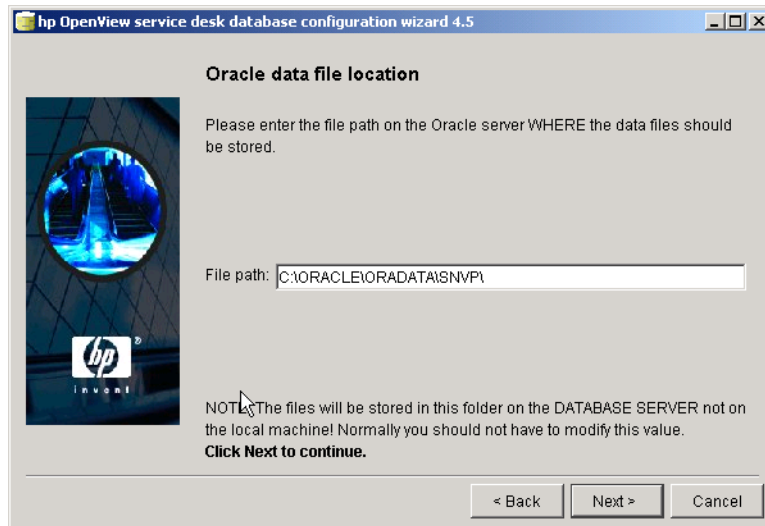 hp OpenView service desk database configuration wizard 4.5
Oracle data file location
Please enter the file path on the Oracle server WHERE the data files should
be stored.
File path: C:\ORACLE\ORADATA\SNVP\
hp
®
invent
NOTE: The files will be stored in this folder on the DATABASE SERVER not on
the local machine! Normally you should not have to modify this value.
Click Next to continue.
< Back Next > Cancel